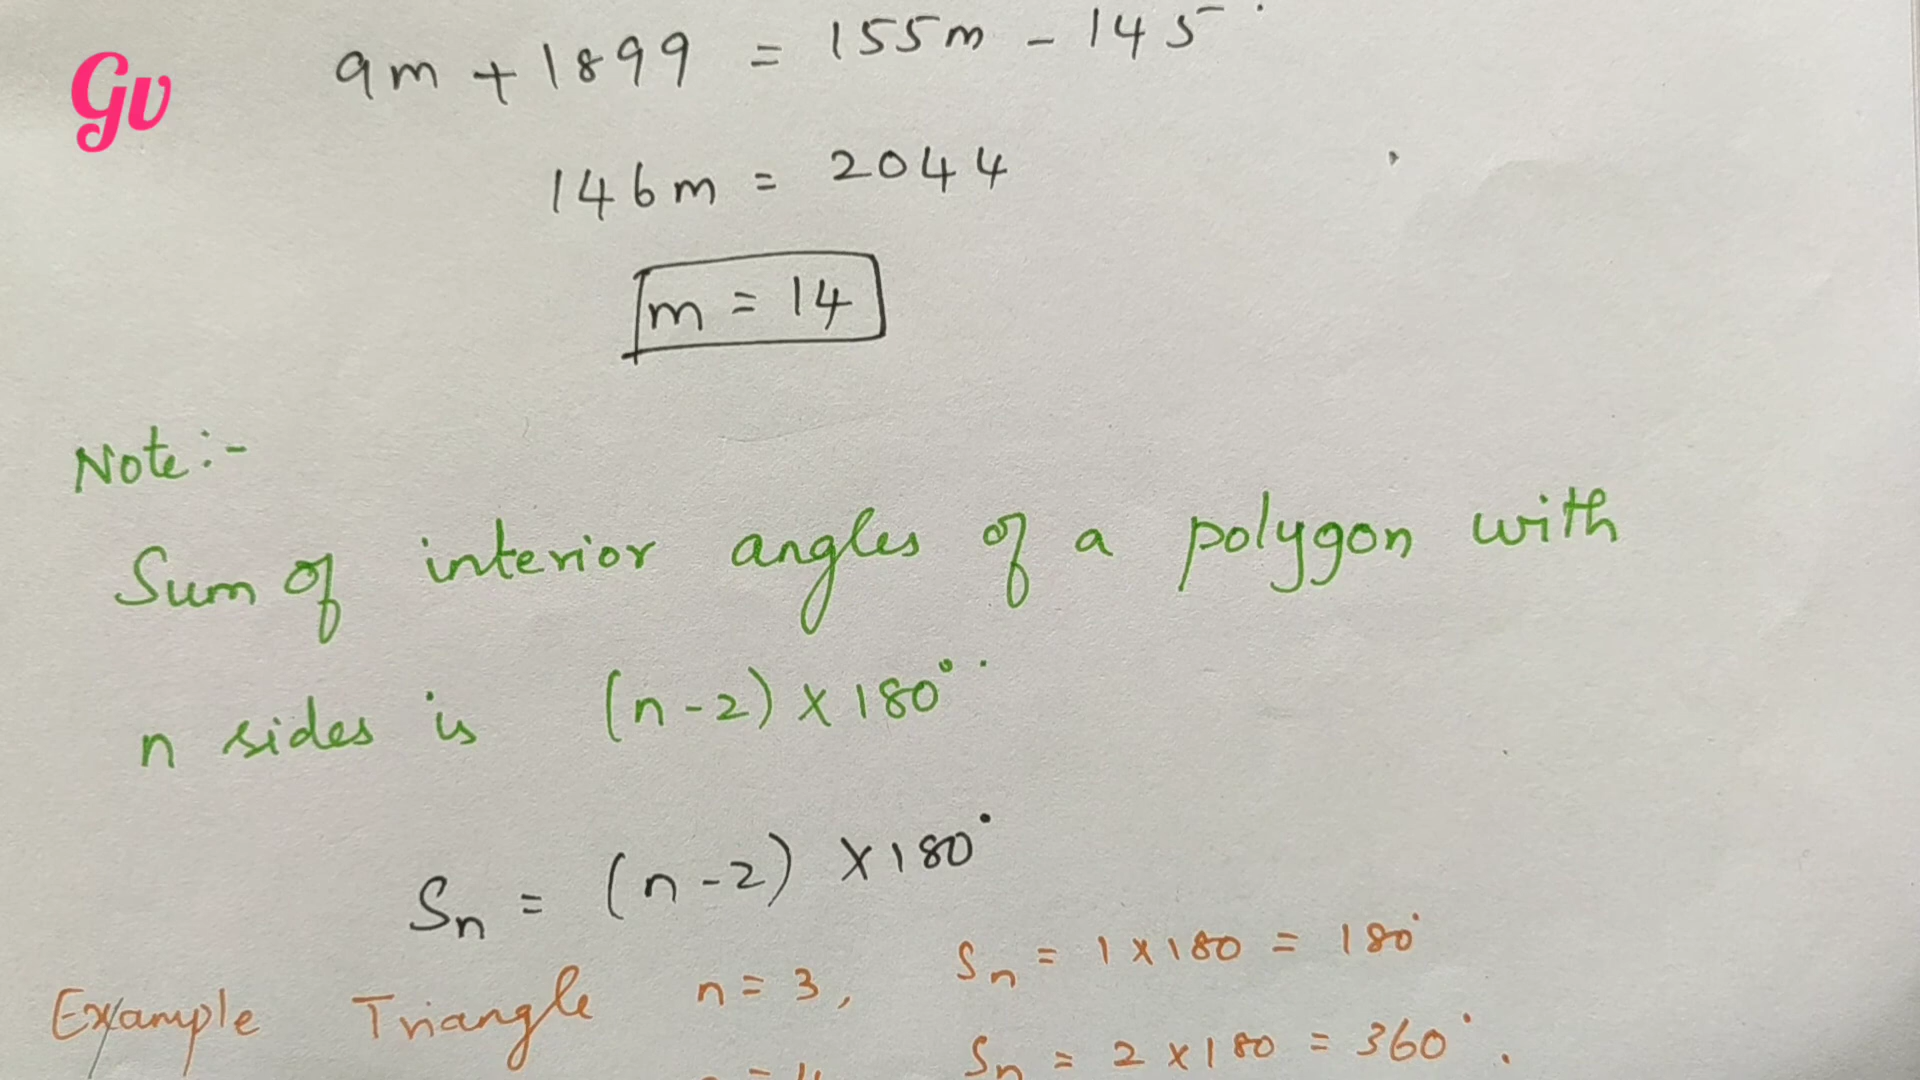 Gv
9m + 1899 = 155m - 145
146m = 2044
m = 14
Note:-
Sum of interior angles of a polygon with
n sides is (n-2) × 180°.
Sn = (n-2) × 180°
Example Triangle n = 3, Sn = 1 × 180 = 180°
Sn = 2 × 180 = 360°.